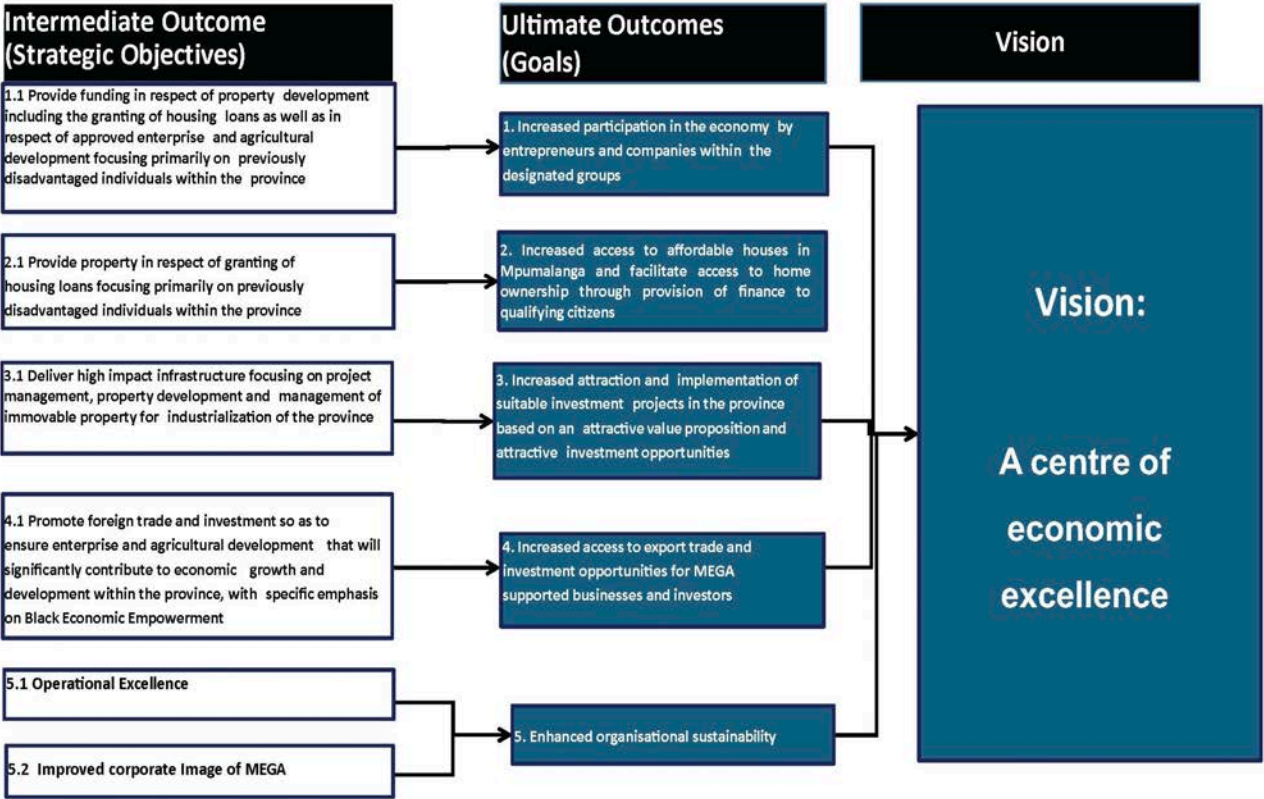 Intermediate Outcome
(Strategic Objectives)
Ultimate Outcomes
(Goals)
Vision
1.1 Provide funding in respect of property development
including the granting of housing loans as well as in
respect of approved enterprise and agricultural
development focusing primarily on previously
disadvantaged individuals within the province
1. Increased participation in the economy by
entrepreneurs and companies within the
designated groups
2.1 Provide property in respect of granting of
housing loans focusing primarily on previously
disadvantaged individuals within the province
2. Increased access to affordable houses in
Mpumalanga and facilitate access to home
ownership through provision of finance to
qualifying citizens
3.1 Deliver high impact infrastructure focusing on project
management, property development and management of
immovable property for industrialization of the province
3. Increased attraction and implementation of
suitable investment projects in the province
based on an attractive value proposition and
attractive investment opportunities
4.1 Promote foreign trade and investment so as to
ensure enterprise and agricultural development that will
significantly contribute to economic growth and
development within the province, with specific emphasis
on Black Economic Empowerment
4. Increased access to export trade and
investment opportunities for MEGA
supported businesses and investors
5.1 Operational Excellence
5.2 Improved corporate Image of MEGA
5. Enhanced organisational sustainability
Vision:
A centre of
economic
excellence